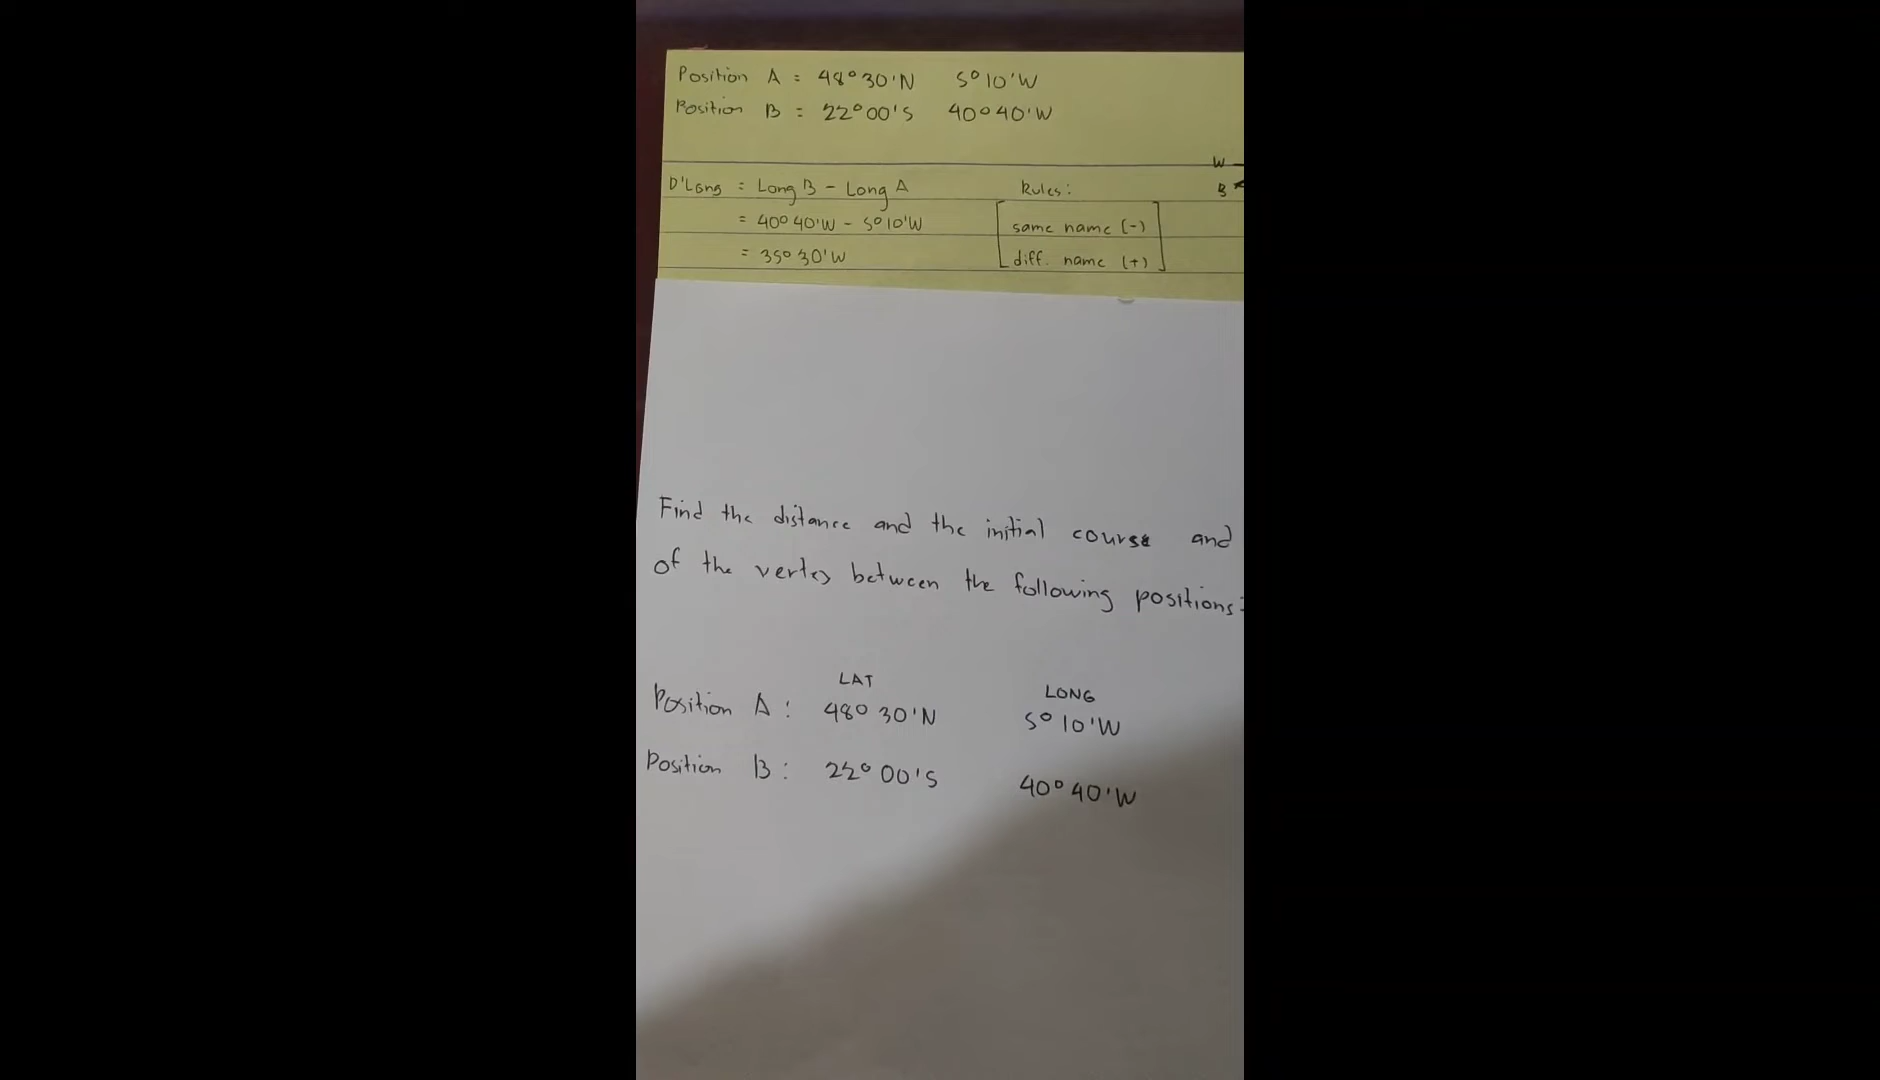 Position A = 48° 30'N 5° 10'W
Position B = 22° 00'S 40° 40'W
W
D'Long = Long B - Long A Rules: B
= 40° 40'W - 5° 10'W same name (-)
= 35° 30'W diff. name (+)
Find the distance and the initial course and
of the vertex between the following positions:
LAT LONG
Position A : 48° 30'N 5° 10'W
Position B : 22° 00'S 40° 40'W